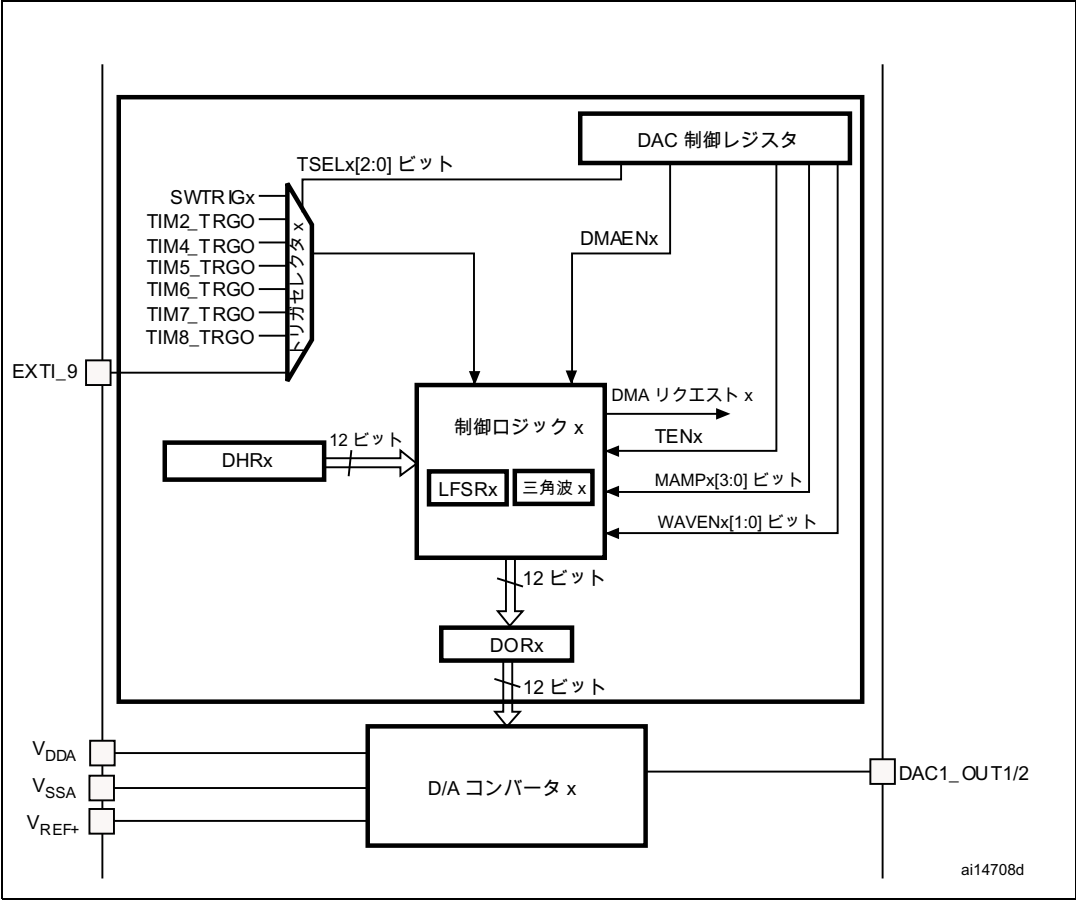 DAC 制御レジスタ
TSELx[2:0] ビット
SWTRIGx
TIM2_TRGO
TIM4_TRGO
TIM5_TRGO
TIM6_TRGO
TIM7_TRGO
TIM8_TRGO
トリガセレクタ x
DMAENx
EXTI_9
DMA リクエスト x
制御ロジック x
TENx
12 ビット
DHRx
LFSRx
三角波 x
MAMPx[3:0] ビット
WAVENx[1:0] ビット
12 ビット
DORx
12 ビット
VDDA
VSSA
VREF+
D/A コンバータ x
DAC1_OUT1/2
ai14708d